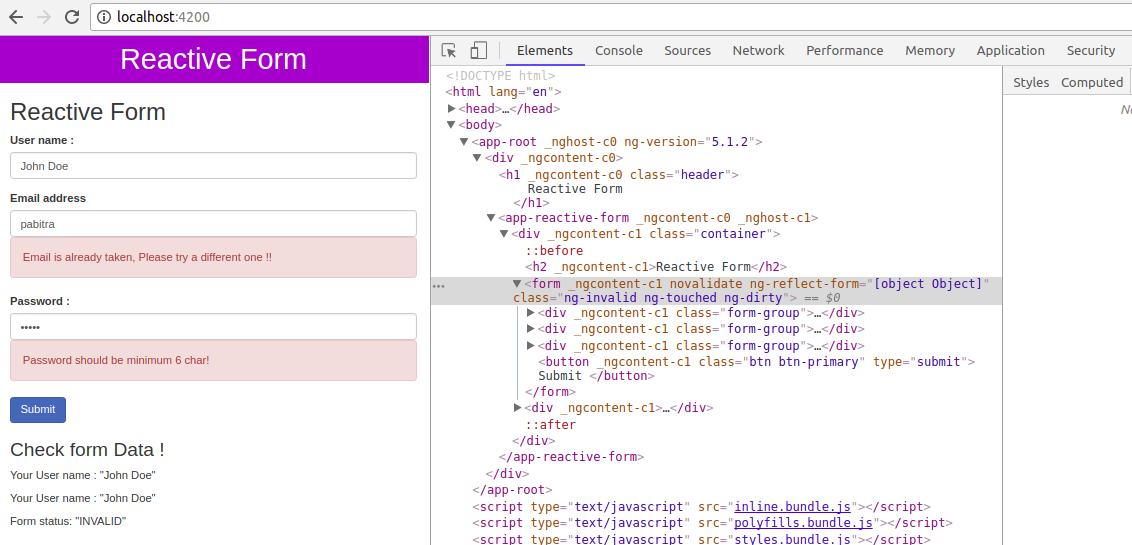 localhost:4200
Reactive Form
Reactive Form
User name :
John Doe
Email address
pabitra
Email is already taken, Please try a different one !!
Password :
•••••
Password should be minimum 6 char!
Submit
Check form Data !
Your User name : "John Doe"
Your User name : "John Doe"
Form status: "INVALID"
Elements Console Sources Network Performance Memory Application Security
<!DOCTYPE html>
<html lang="en">
▶<head>…</head>
▼<body>
▼<app-root _nghost-c0 ng-version="5.1.2">
▼<div _ngcontent-c0>
<h1 _ngcontent-c0 class="header">
Reactive Form
</h1>
▼<app-reactive-form _ngcontent-c0 _nghost-c1>
▼<div _ngcontent-c1 class="container">
::before
<h2 _ngcontent-c1>Reactive Form</h2>
… ▼<form _ngcontent-c1 novalidate ng-reflect-form="[object Object]"
class="ng-invalid ng-touched ng-dirty"> == $0
▶<div _ngcontent-c1 class="form-group">…</div>
▶<div _ngcontent-c1 class="form-group">…</div>
▶<div _ngcontent-c1 class="form-group">…</div>
<button _ngcontent-c1 class="btn btn-primary" type="submit">
Submit </button>
</form>
▶<div _ngcontent-c1>…</div>
::after
</div>
</app-reactive-form>
</div>
</app-root>
<script type="text/javascript" src="inline.bundle.js"></script>
<script type="text/javascript" src="polyfills.bundle.js"></script>
<script type="text/javascript" src="styles.bundle.js"></script>
Styles Computed